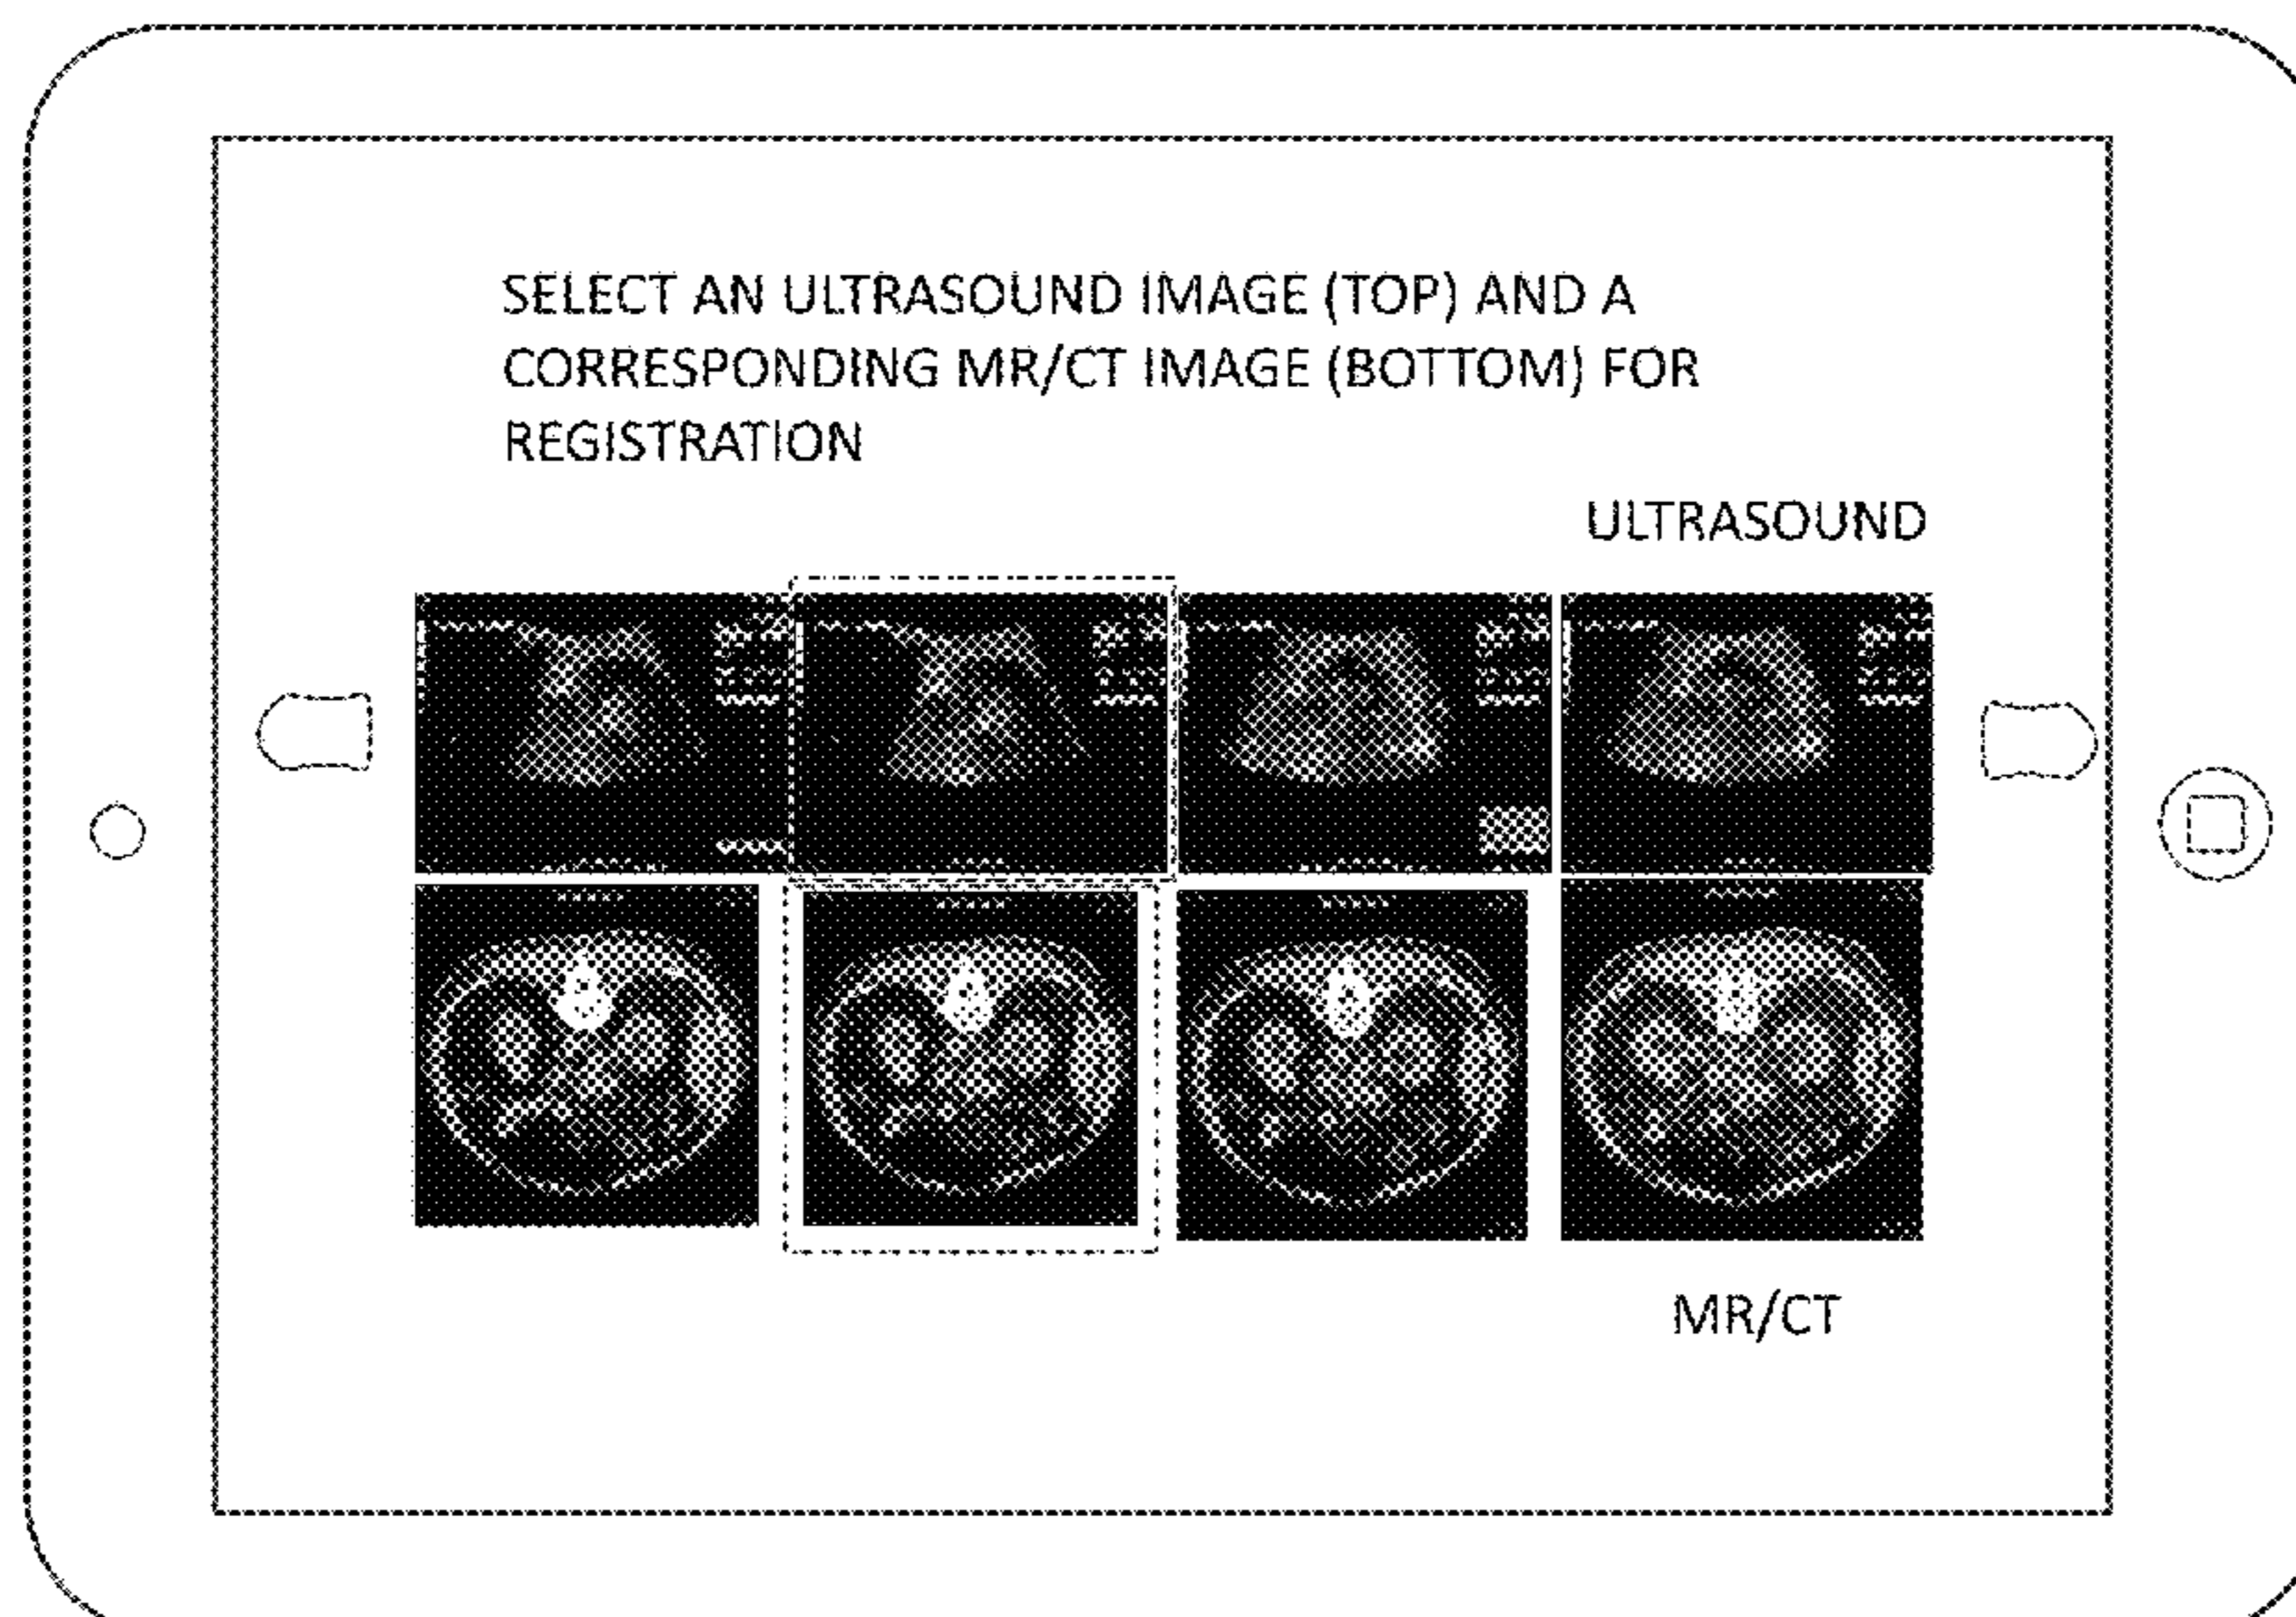 SELECT AN ULTRASOUND IMAGE (TOP) AND A
CORRESPONDING MR/CT IMAGE (BOTTOM) FOR
REGISTRATION
ULTRASOUND
MR/CT